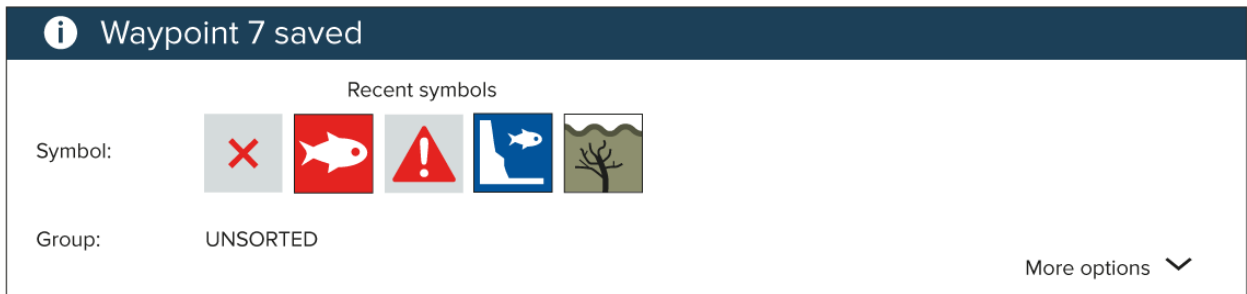 Waypoint 7 saved
Recent symbols
Symbol:
Group: UNSORTED
More options